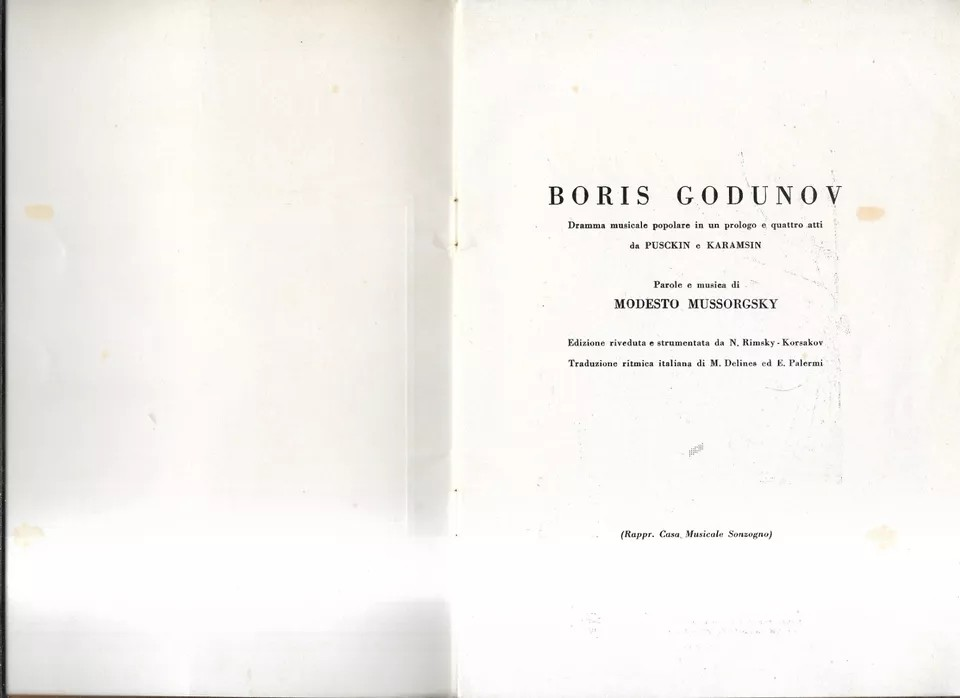 BORIS GODUNOV
Dramma musicale popolare in un prologo e quattro atti
da PUSCKIN e KARAMSIN
Parole e musica di
MODESTO MUSSORGSKY
Edizione riveduta e strumentata da N. Rimsky - Korsakov
Traduzione ritmica italiana di M. Delines ed E. Palermi
(Rappr. Casa Musicale Sonzogno)